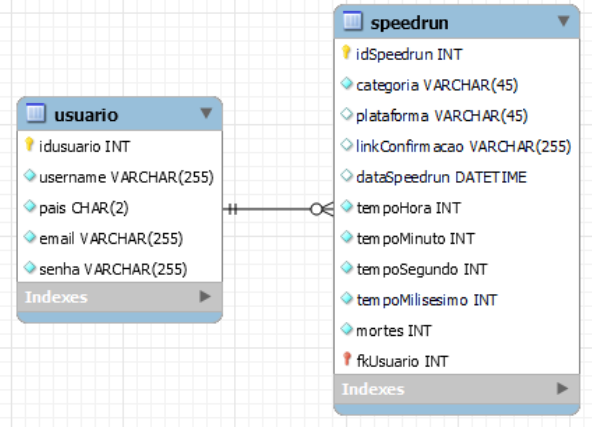 usuario
idusuario INT
username VARCHAR(255)
pais CHAR(2)
email VARCHAR(255)
senha VARCHAR(255)
Indexes
speedrun
idSpeedrun INT
categoria VARCHAR(45)
plataforma VARCHAR(45)
linkConfirmacao VARCHAR(255)
dataSpeedrun DATETIME
tempoHora INT
tempoMinuto INT
tempoSegundo INT
tempoMilisesimo INT
mortes INT
fkUsuario INT
Indexes